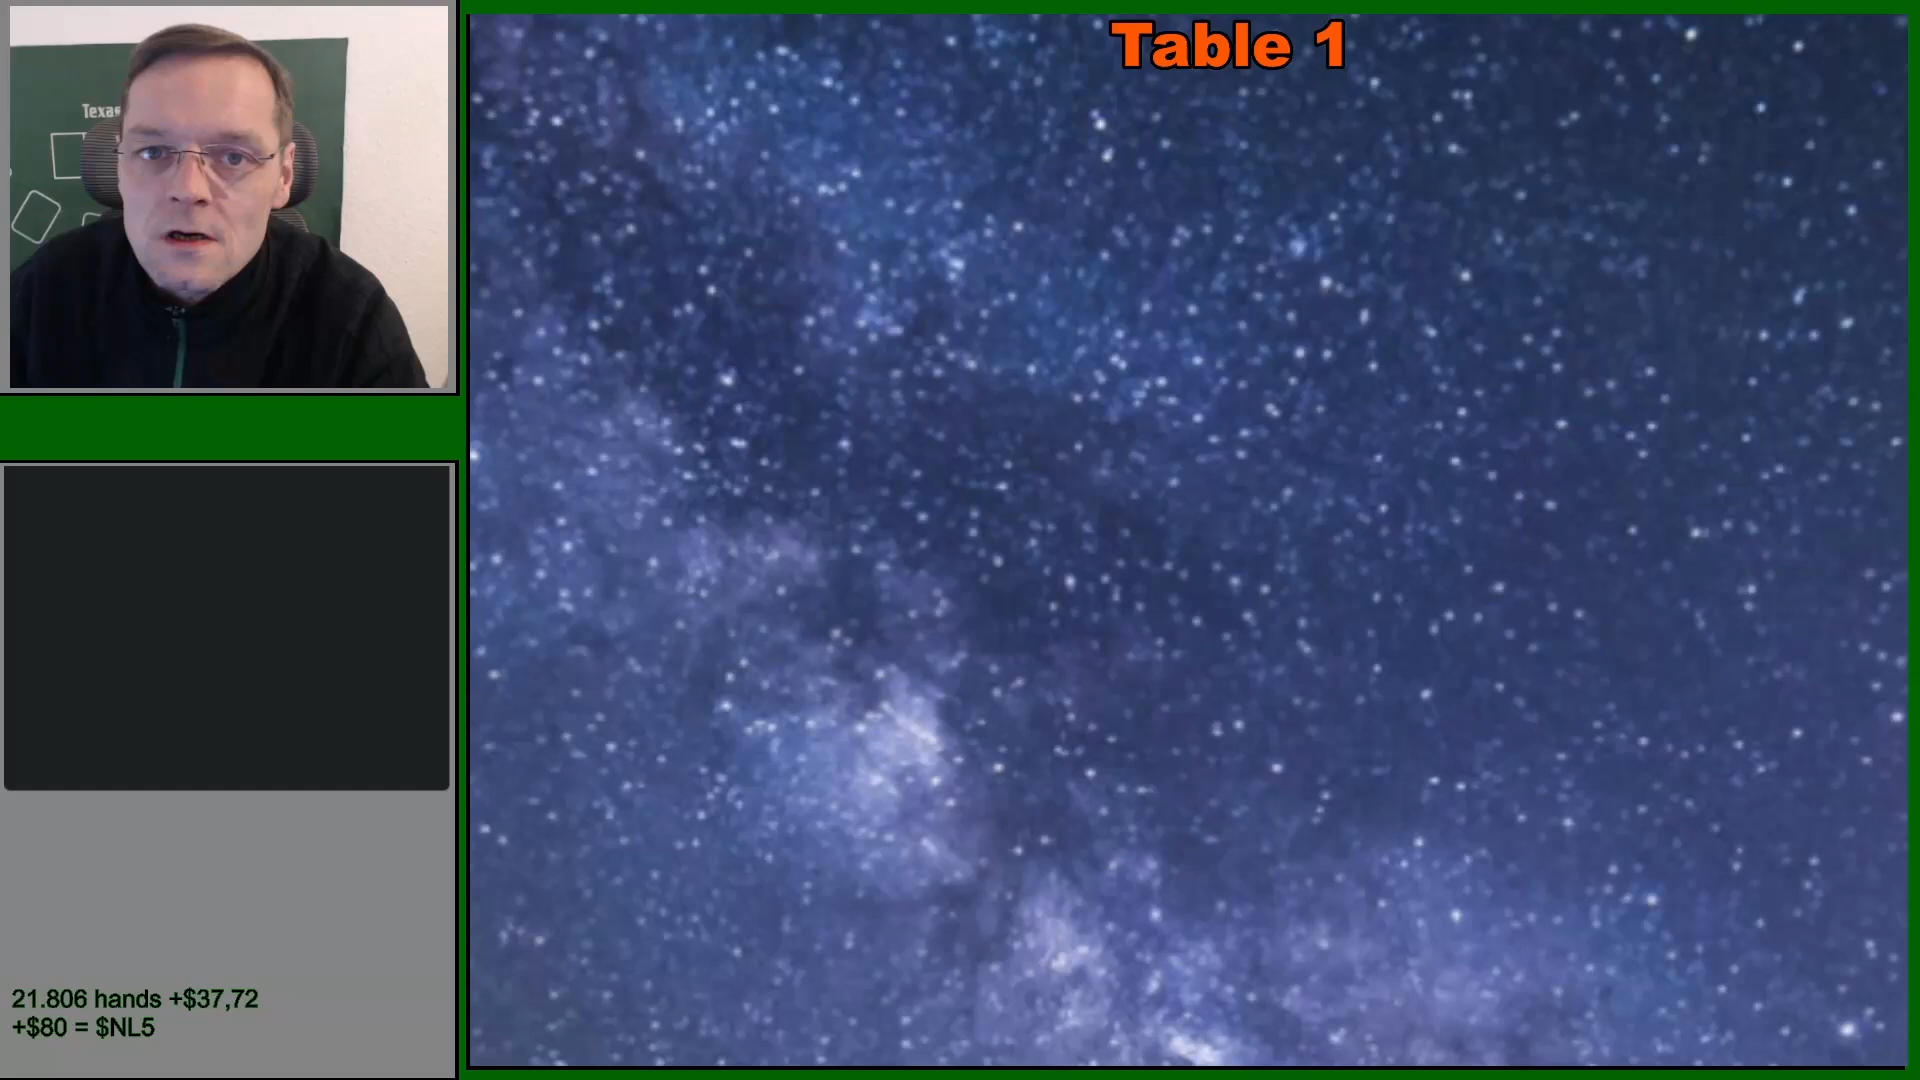 Texas
Table 1
21.806 hands +$37,72
+$80 = $NL5